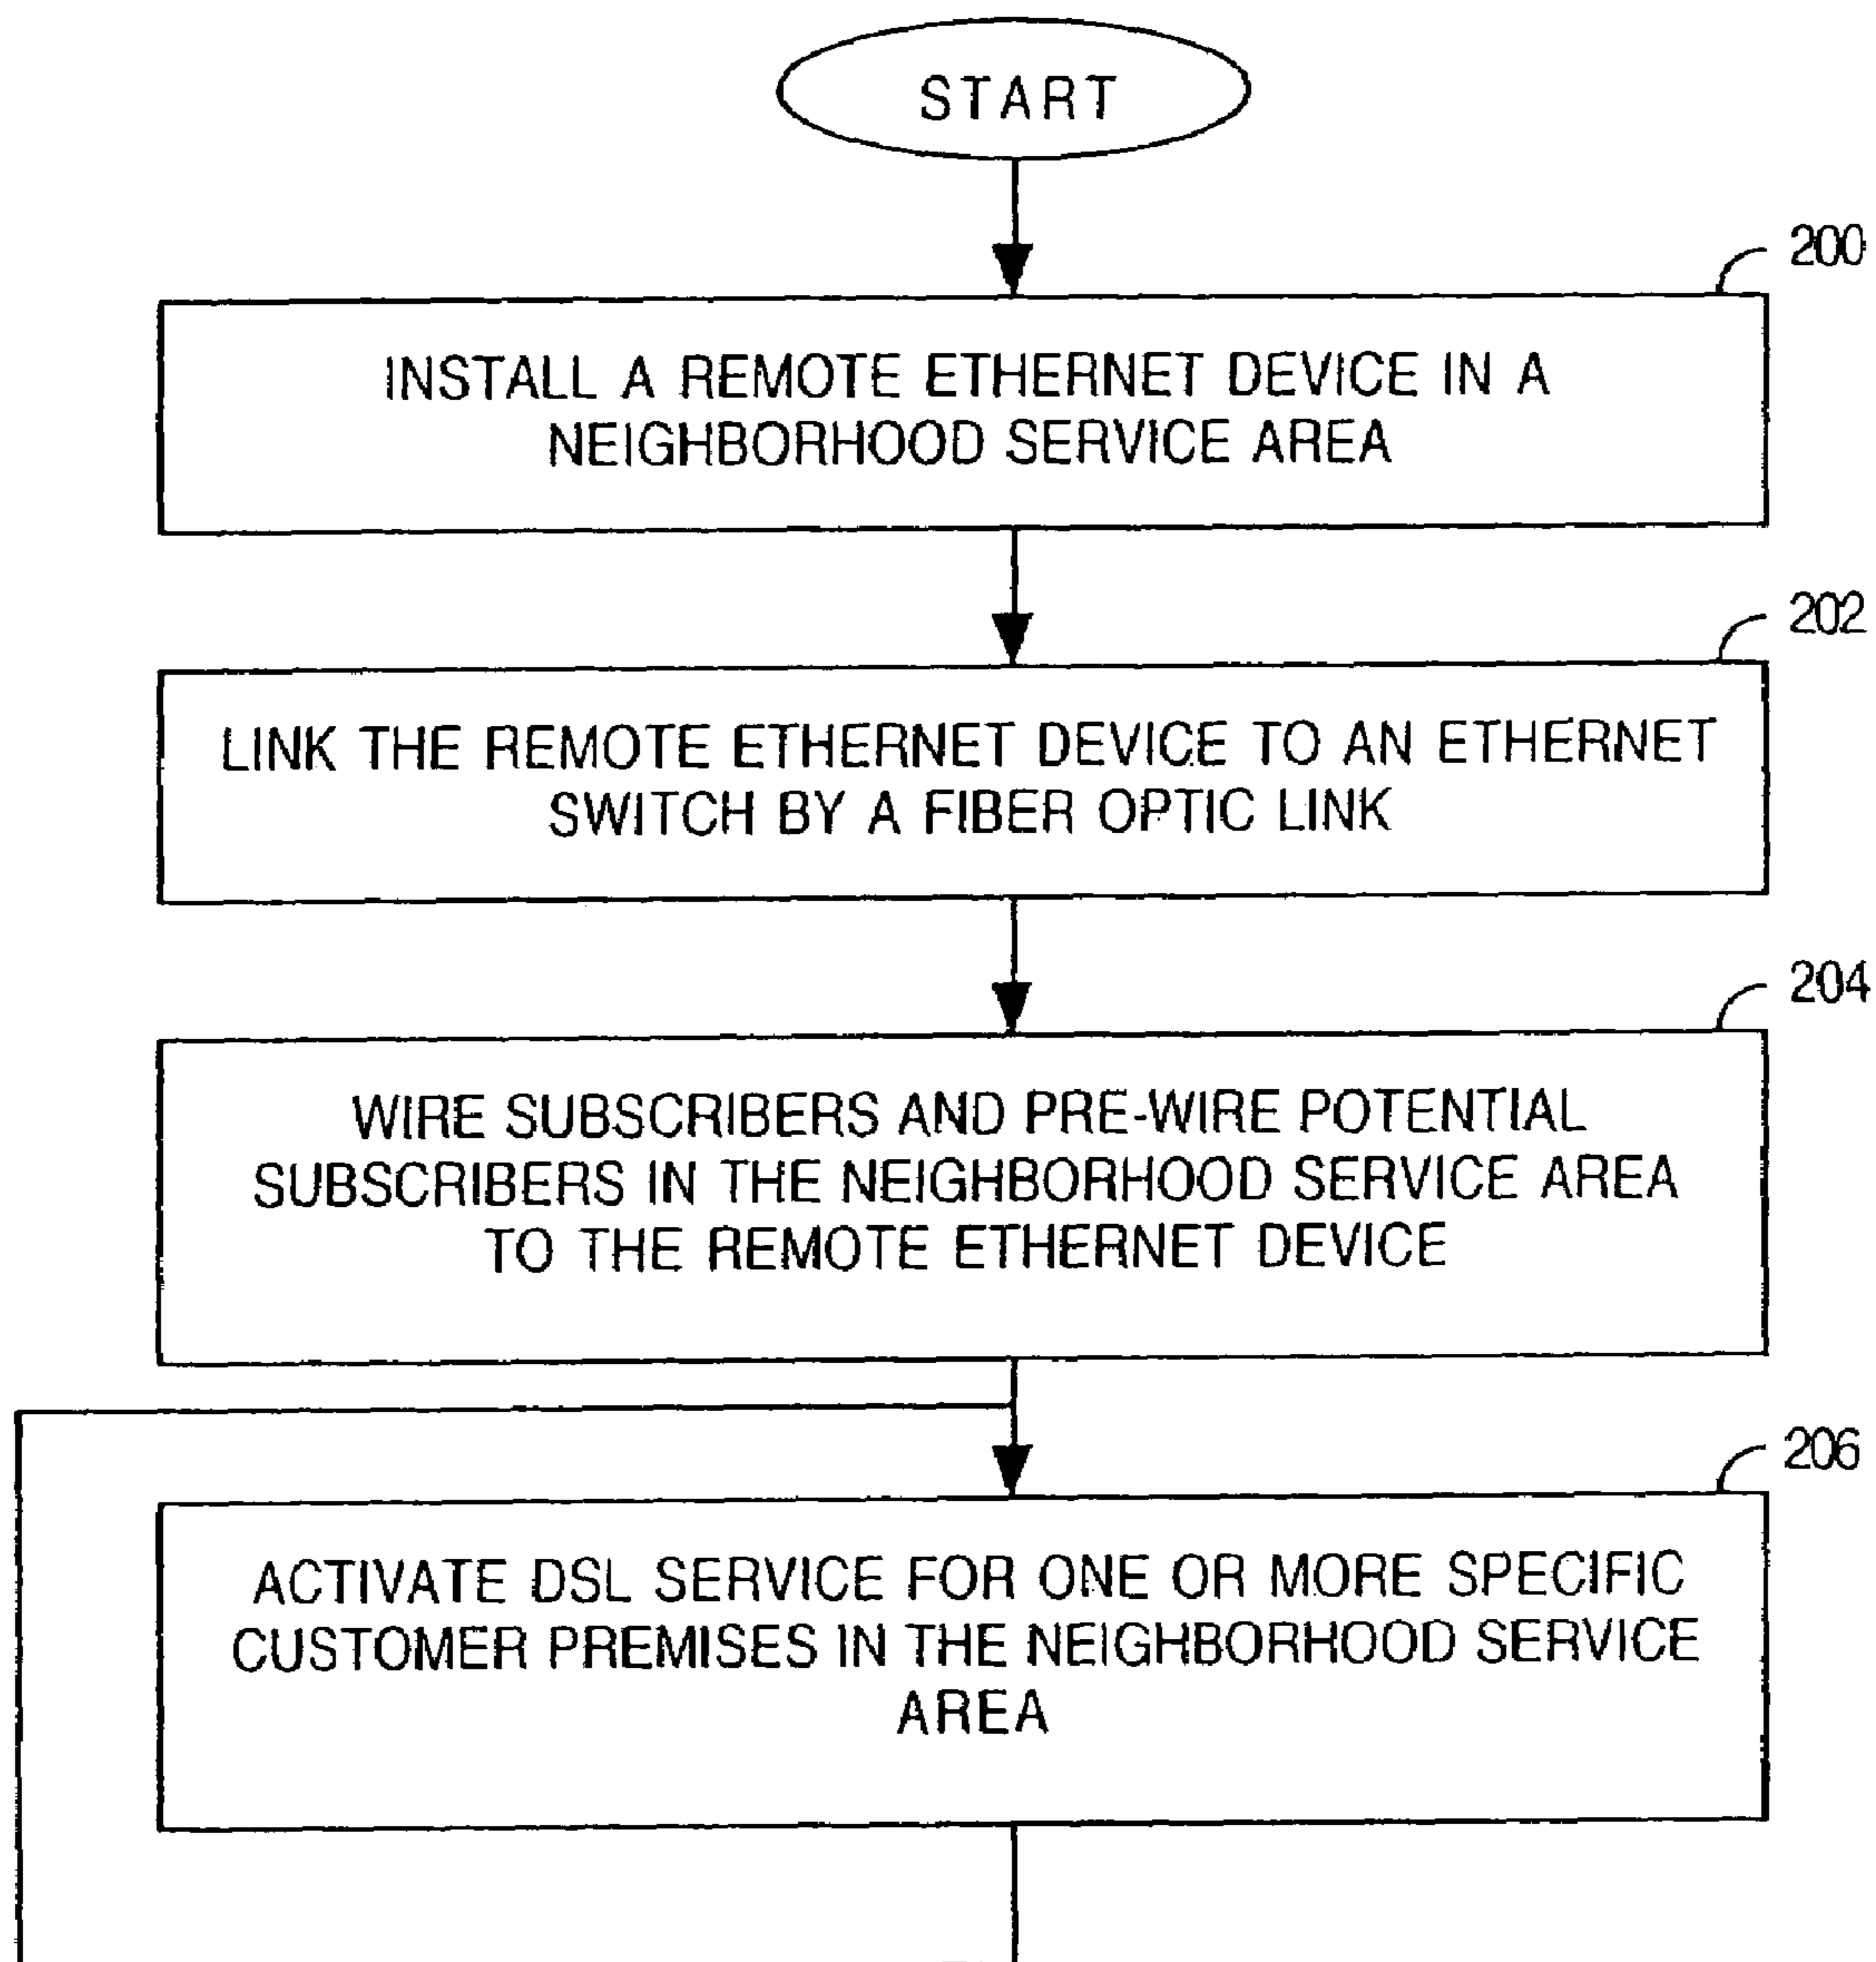 START
200
INSTALL A REMOTE ETHERNET DEVICE IN A
NEIGHBORHOOD SERVICE AREA
202
LINK THE REMOTE ETHERNET DEVICE TO AN ETHERNET
SWITCH BY A FIBER OPTIC LINK
204
WIRE SUBSCRIBERS AND PRE-WIRE POTENTIAL
SUBSCRIBERS IN THE NEIGHBORHOOD SERVICE AREA
TO THE REMOTE ETHERNET DEVICE
206
ACTIVATE DSL SERVICE FOR ONE OR MORE SPECIFIC
CUSTOMER PREMISES IN THE NEIGHBORHOOD SERVICE
AREA